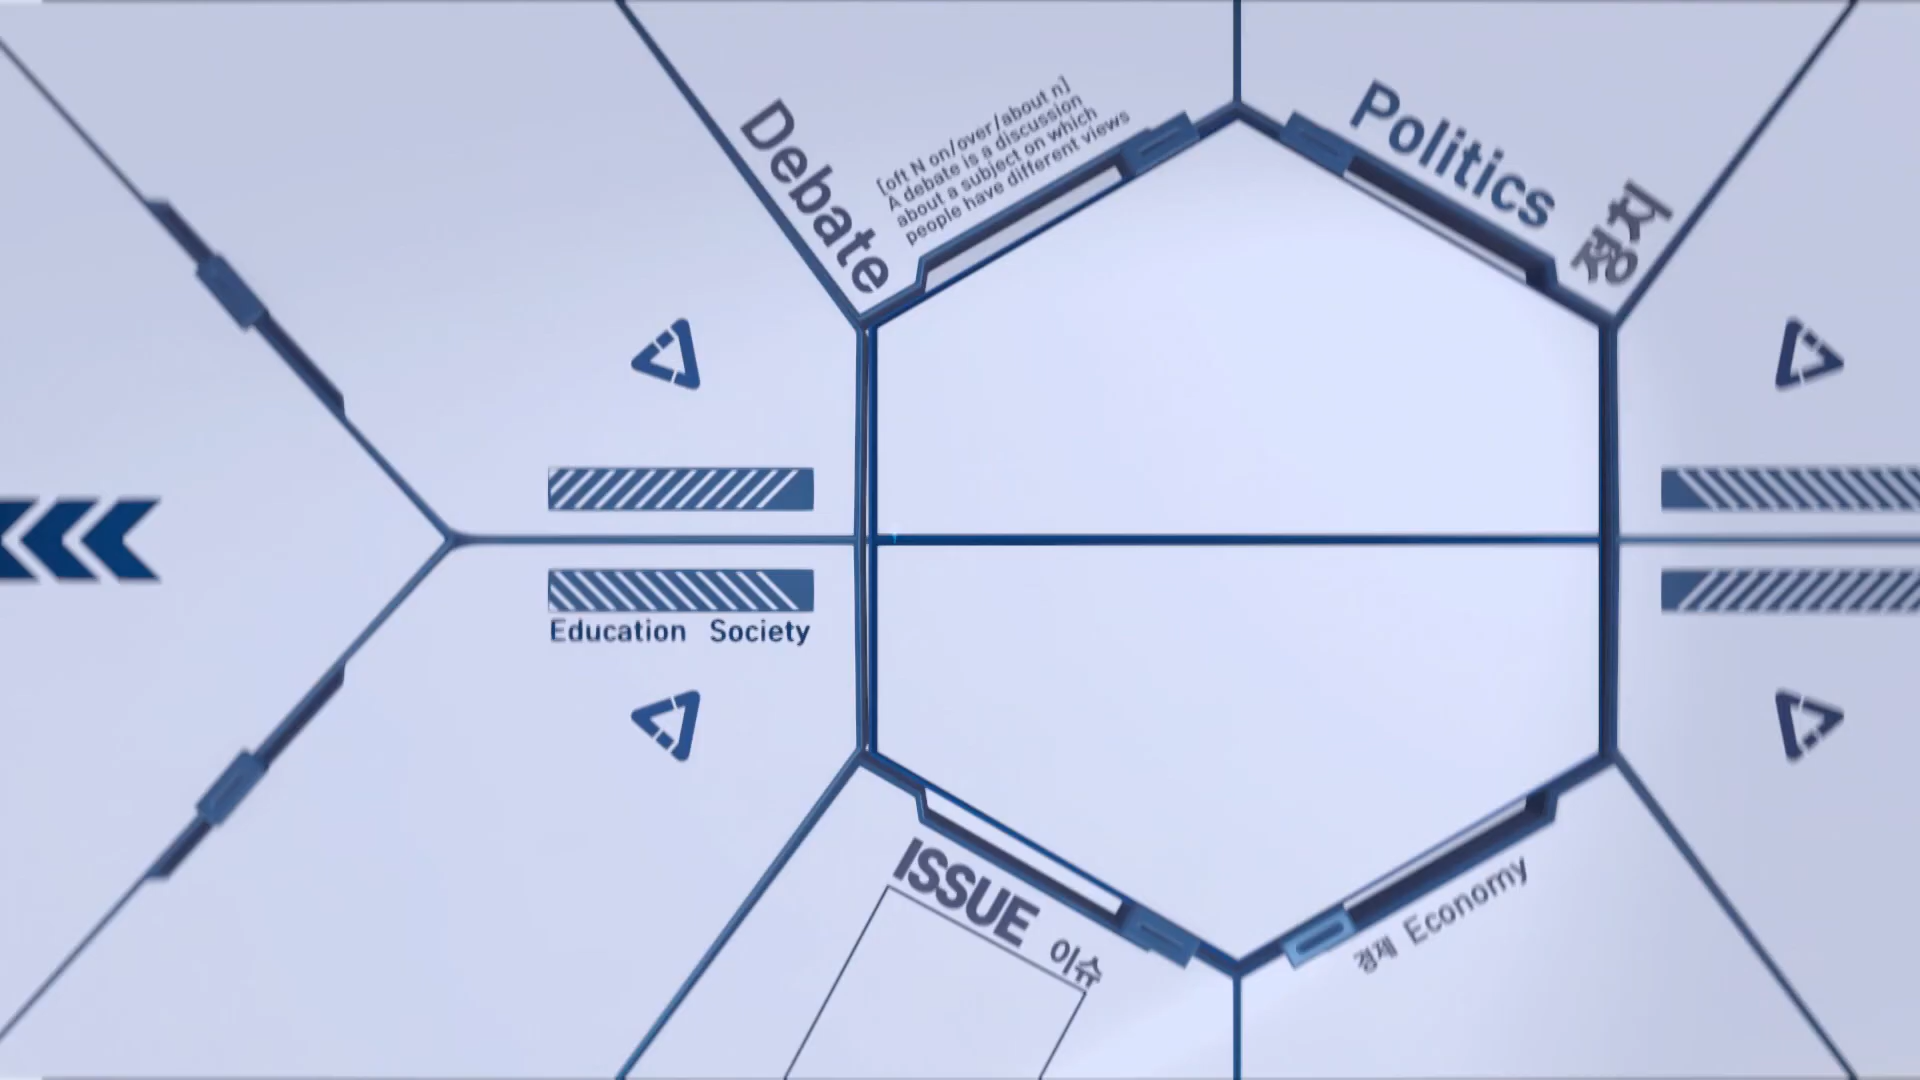 Debate
[oft N on/over/about n]
A debate is a discussion
about a subject on which
people have different views
Politics
정치
Education Society
ISSUE 이슈
경제 Economy